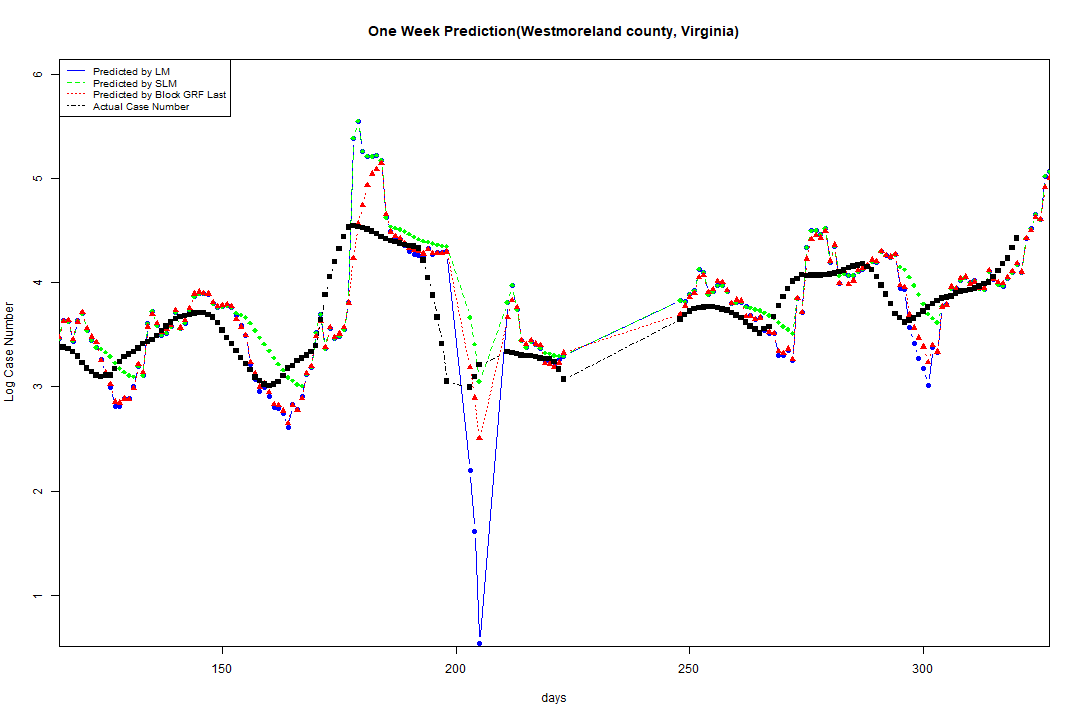 One Week Prediction(Westmoreland county, Virginia)
Predicted by LM
Predicted by SLM
Predicted by Block GRF Last
Actual Case Number
Log Case Number
6
5
4
3
2
1
150
200
250
300
days